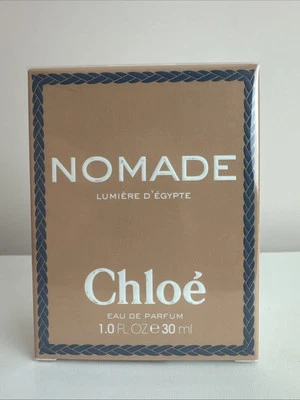 NOMADE
LUMIÈRE D'ÉGYPTE
Chloé
EAU DE PARFUM
1.0 FL OZ ℮ 30 ml